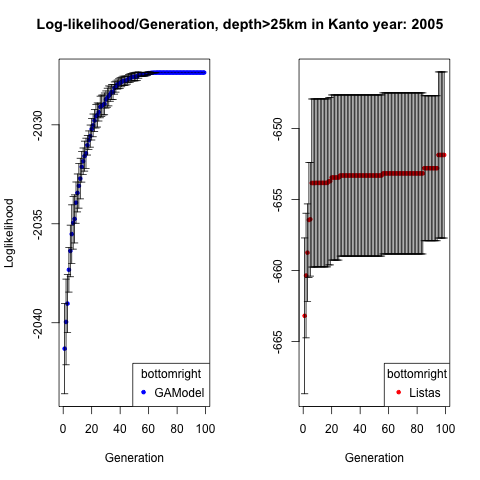 Log-likelihood/Generation, depth>25km in Kanto year: 2005
Loglikelihood
-2030
-2035
-2040
bottomright
GAModel
0 20 40 60 80 100
Generation
-650
-655
-660
-665
bottomright
Listas
0 20 40 60 80 100
Generation